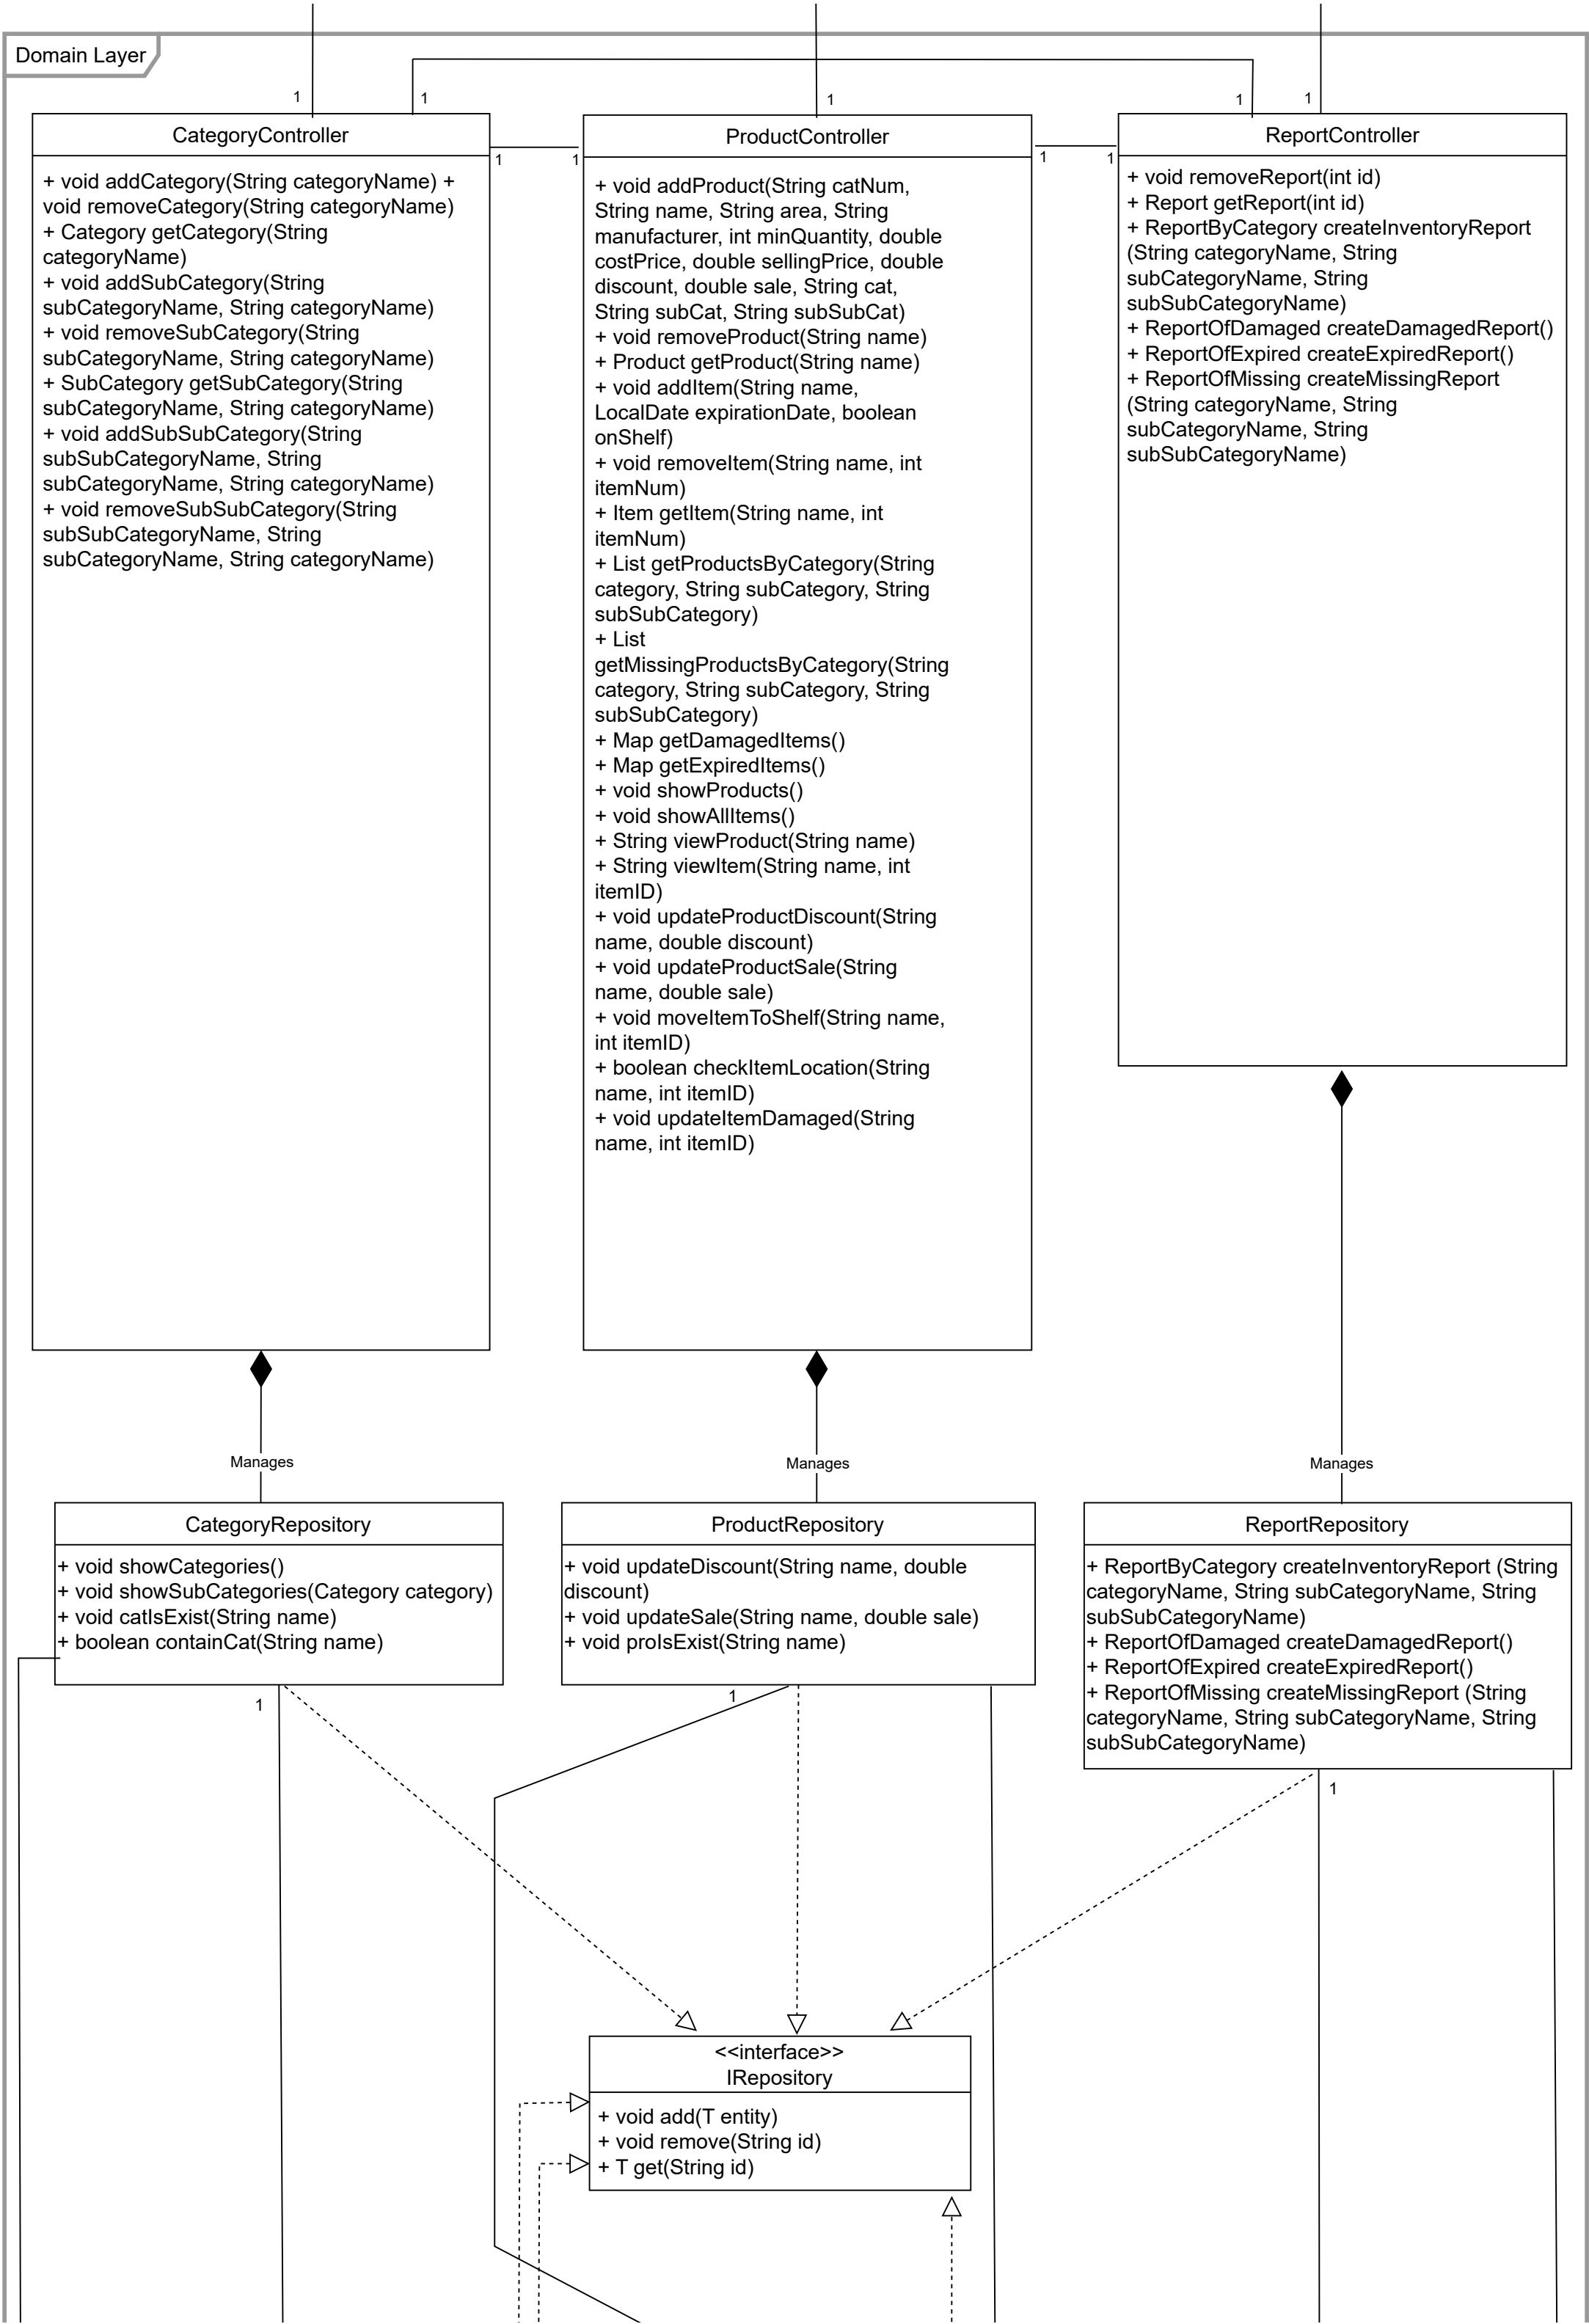 Domain Layer
1
1
1
1
1
CategoryController
1
1
ProductController
1
1
ReportController
+ void addCategory(String categoryName) +
void removeCategory(String categoryName)
+ Category getCategory(String
categoryName)
+ void addSubCategory(String
subCategoryName, String categoryName)
+ void removeSubCategory(String
subCategoryName, String categoryName)
+ SubCategory getSubCategory(String
subCategoryName, String categoryName)
+ void addSubSubCategory(String
subSubCategoryName, String
subCategoryName, String categoryName)
+ void removeSubSubCategory(String
subSubCategoryName, String
subCategoryName, String categoryName)
+ void addProduct(String catNum,
String name, String area, String
manufacturer, int minQuantity, double
costPrice, double sellingPrice, double
discount, double sale, String cat,
String subCat, String subSubCat)
+ void removeProduct(String name)
+ Product getProduct(String name)
+ void addItem(String name,
LocalDate expirationDate, boolean
onShelf)
+ void removeItem(String name, int
itemNum)
+ Item getItem(String name, int
itemNum)
+ List getProductsByCategory(String
category, String subCategory, String
subSubCategory)
+ List
getMissingProductsByCategory(String
category, String subCategory, String
subSubCategory)
+ Map getDamagedItems()
+ Map getExpiredItems()
+ void showProducts()
+ void showAllItems()
+ String viewProduct(String name)
+ String viewItem(String name, int
itemID)
+ void updateProductDiscount(String
name, double discount)
+ void updateProductSale(String
name, double sale)
+ void moveItemToShelf(String name,
int itemID)
+ boolean checkItemLocation(String
name, int itemID)
+ void updateItemDamaged(String
name, int itemID)
+ void removeReport(int id)
+ Report getReport(int id)
+ ReportByCategory createInventoryReport
(String categoryName, String
subCategoryName, String
subSubCategoryName)
+ ReportOfDamaged createDamagedReport()
+ ReportOfExpired createExpiredReport()
+ ReportOfMissing createMissingReport
(String categoryName, String
subCategoryName, String
subSubCategoryName)
Manages
Manages
Manages
CategoryRepository
+ void showCategories()
+ void showSubCategories(Category category)
+ void catIsExist(String name)
+ boolean containCat(String name)
1
ProductRepository
+ void updateDiscount(String name, double
discount)
+ void updateSale(String name, double sale)
+ void proIsExist(String name)
1
ReportRepository
+ ReportByCategory createInventoryReport (String
categoryName, String subCategoryName, String
subSubCategoryName)
+ ReportOfDamaged createDamagedReport()
+ ReportOfExpired createExpiredReport()
+ ReportOfMissing createMissingReport (String
categoryName, String subCategoryName, String
subSubCategoryName)
1
<<interface>>
IRepository
+ void add(T entity)
+ void remove(String id)
+ T get(String id)